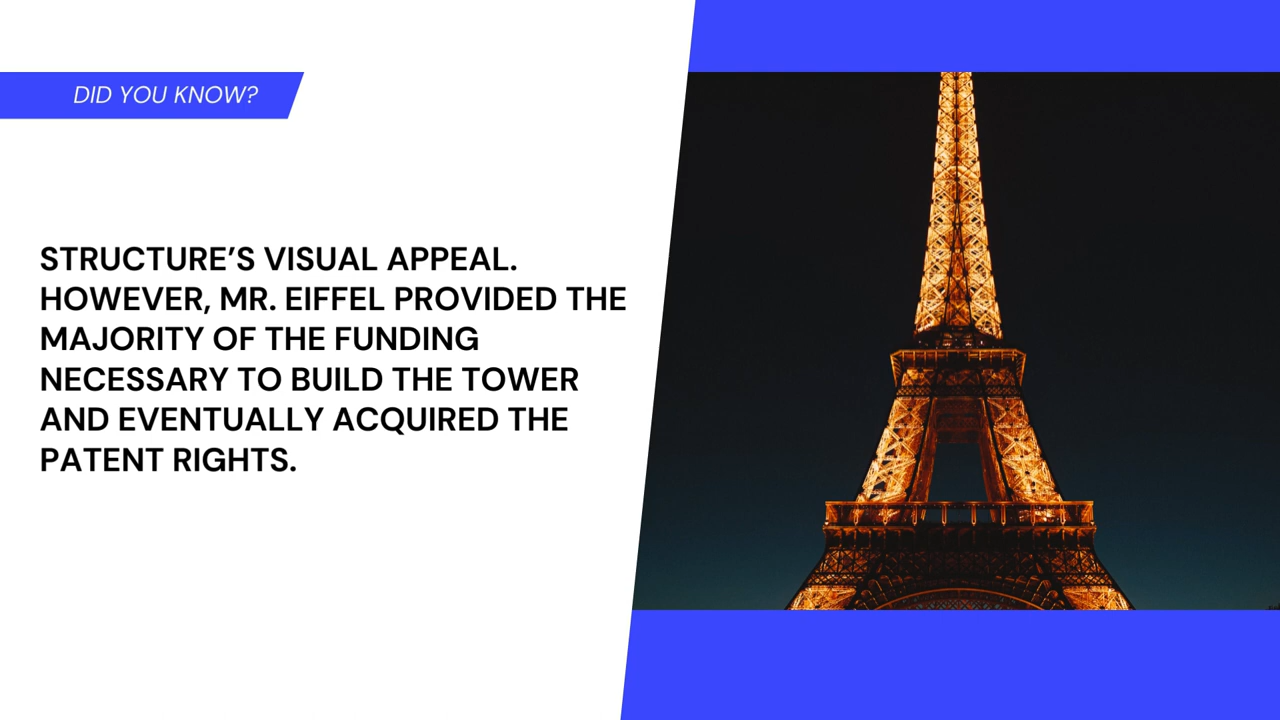 DID YOU KNOW?
STRUCTURE’S VISUAL APPEAL.
HOWEVER, MR. EIFFEL PROVIDED THE
MAJORITY OF THE FUNDING
NECESSARY TO BUILD THE TOWER
AND EVENTUALLY ACQUIRED THE
PATENT RIGHTS.